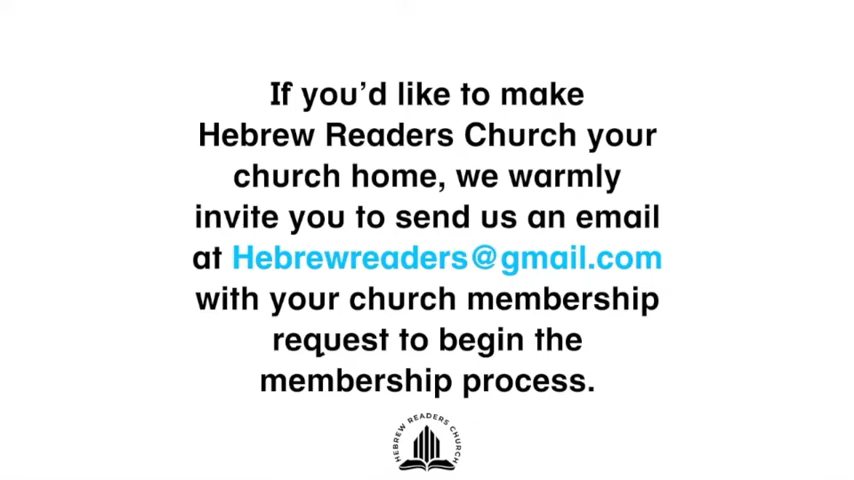 If you’d like to make
Hebrew Readers Church your
church home, we warmly
invite you to send us an email
at Hebrewreaders@gmail.com
with your church membership
request to begin the
membership process.
HEBREW READERS CHURCH